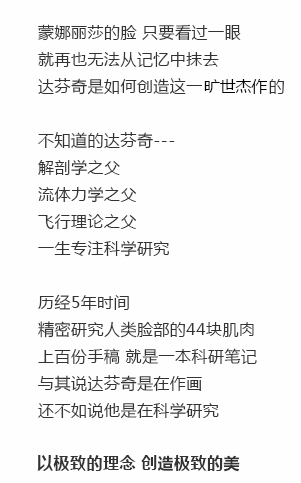 蒙娜丽莎的脸 只要看过一眼
就再也无法从记忆中抹去
达芬奇是如何创造这一旷世杰作的
不知道的达芬奇---
解剖学之父
流体力学之父
飞行理论之父
一生专注科学研究
历经5年时间
精密研究人类脸部的44块肌肉
上百份手稿 就是一本科研笔记
与其说达芬奇是在作画
还不如说他是在科学研究
以极致的理念 创造极致的美